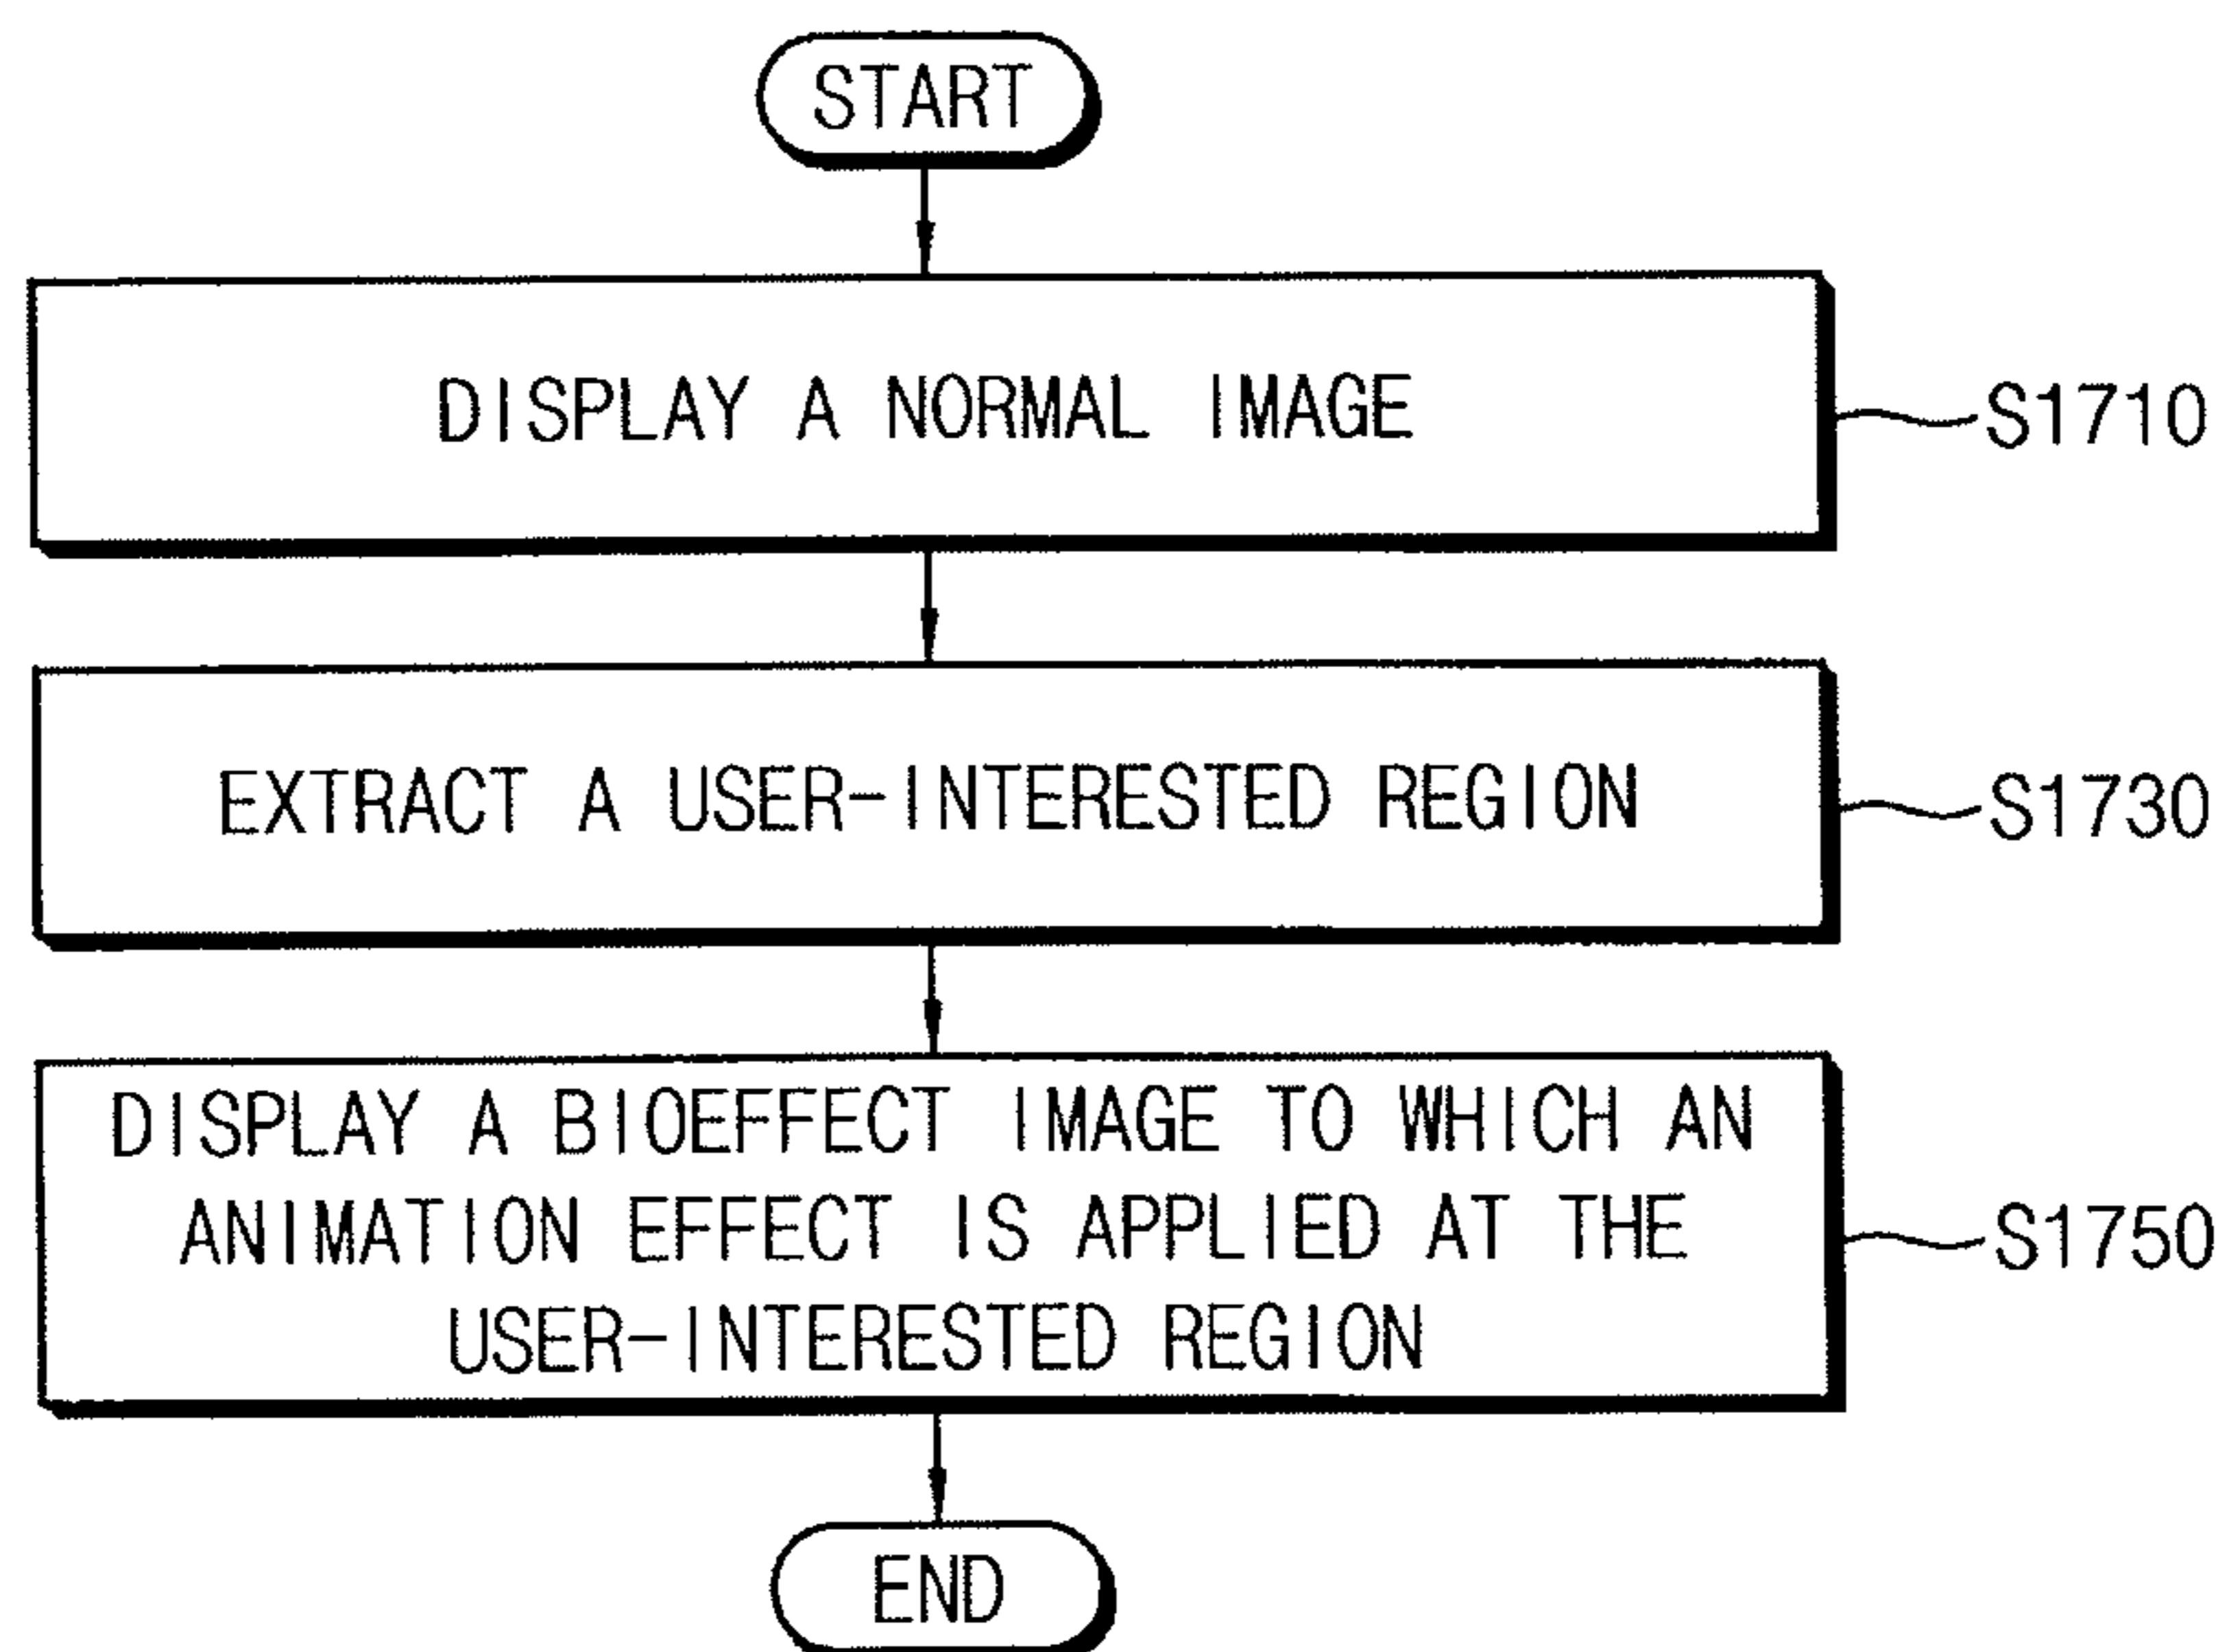 START
DISPLAY A NORMAL IMAGE
S1710
EXTRACT A USER-INTERESTED REGION
S1730
DISPLAY A BIOEFFECT IMAGE TO WHICH AN
ANIMATION EFFECT IS APPLIED AT THE
USER-INTERESTED REGION
S1750
END